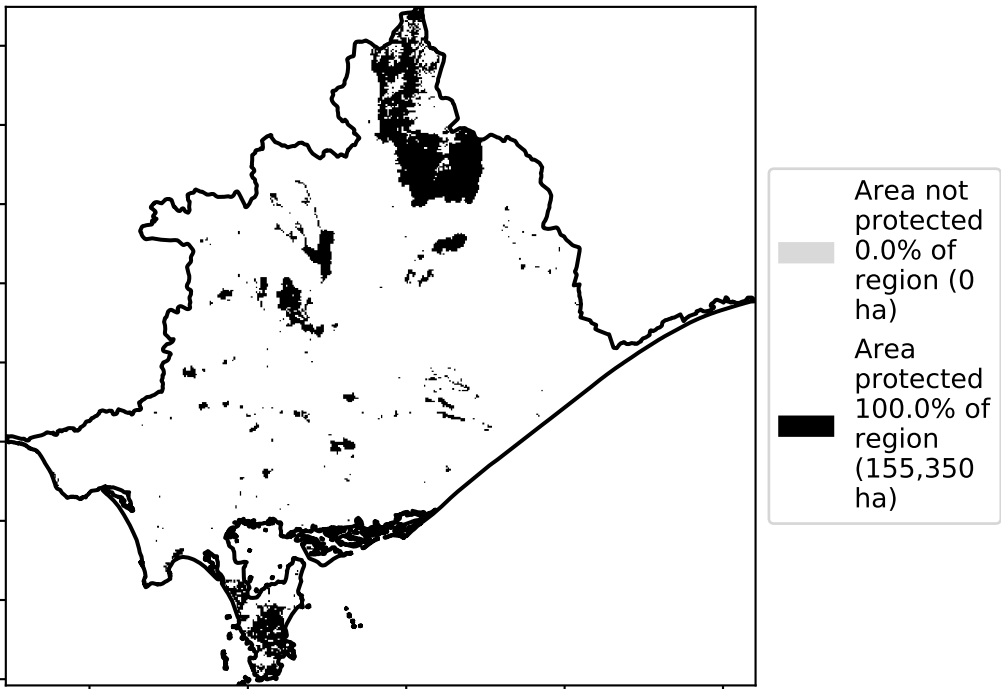 Area not
protected
0.0% of
region (0
ha)
Area
protected
100.0% of
region
(155,350
ha)